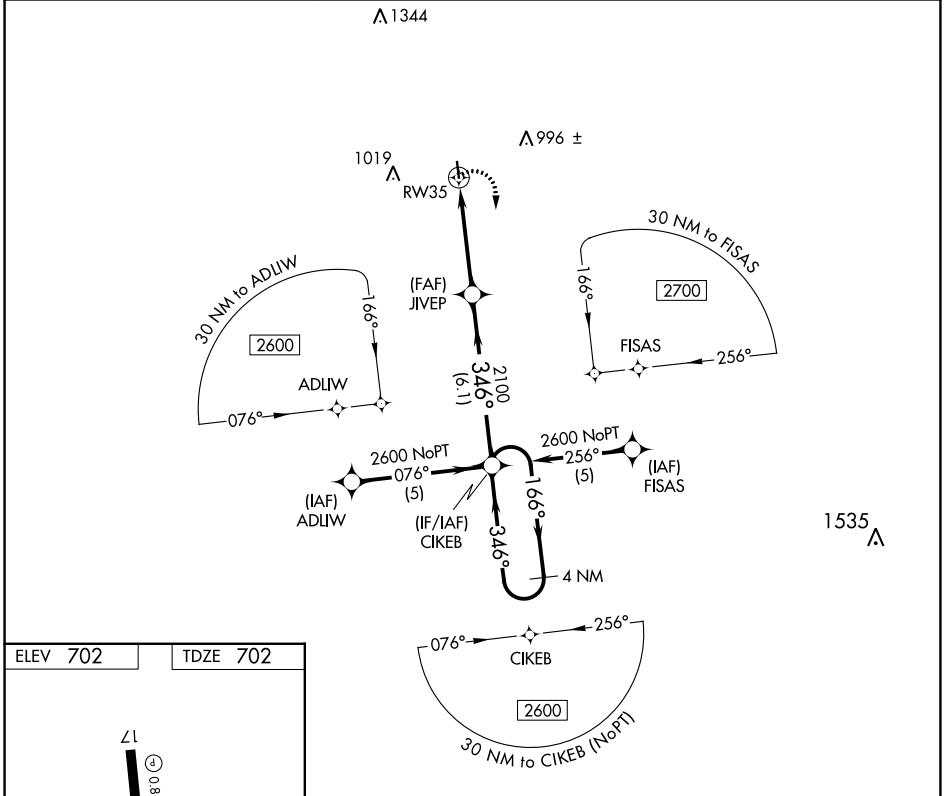 1344
996 ±
1019
RW35
30 NM to ADLIW
166°
2600
ADLIW
076°
(FAF)
JIVEP
2100
346°
(6.1)
30 NM to FISAS
166°
2700
FISAS
256°
2600 NoPT
076°
(5)
(IAF)
ADLIW
(IF/IAF)
CIKEB
2600 NoPT
256°
(5)
(IAF)
FISAS
166°
346°
4 NM
1535
076°
256°
CIKEB
2600
30 NM to CIKEB (NoPT)
ELEV 702
TDZE 702
17
P 0.8